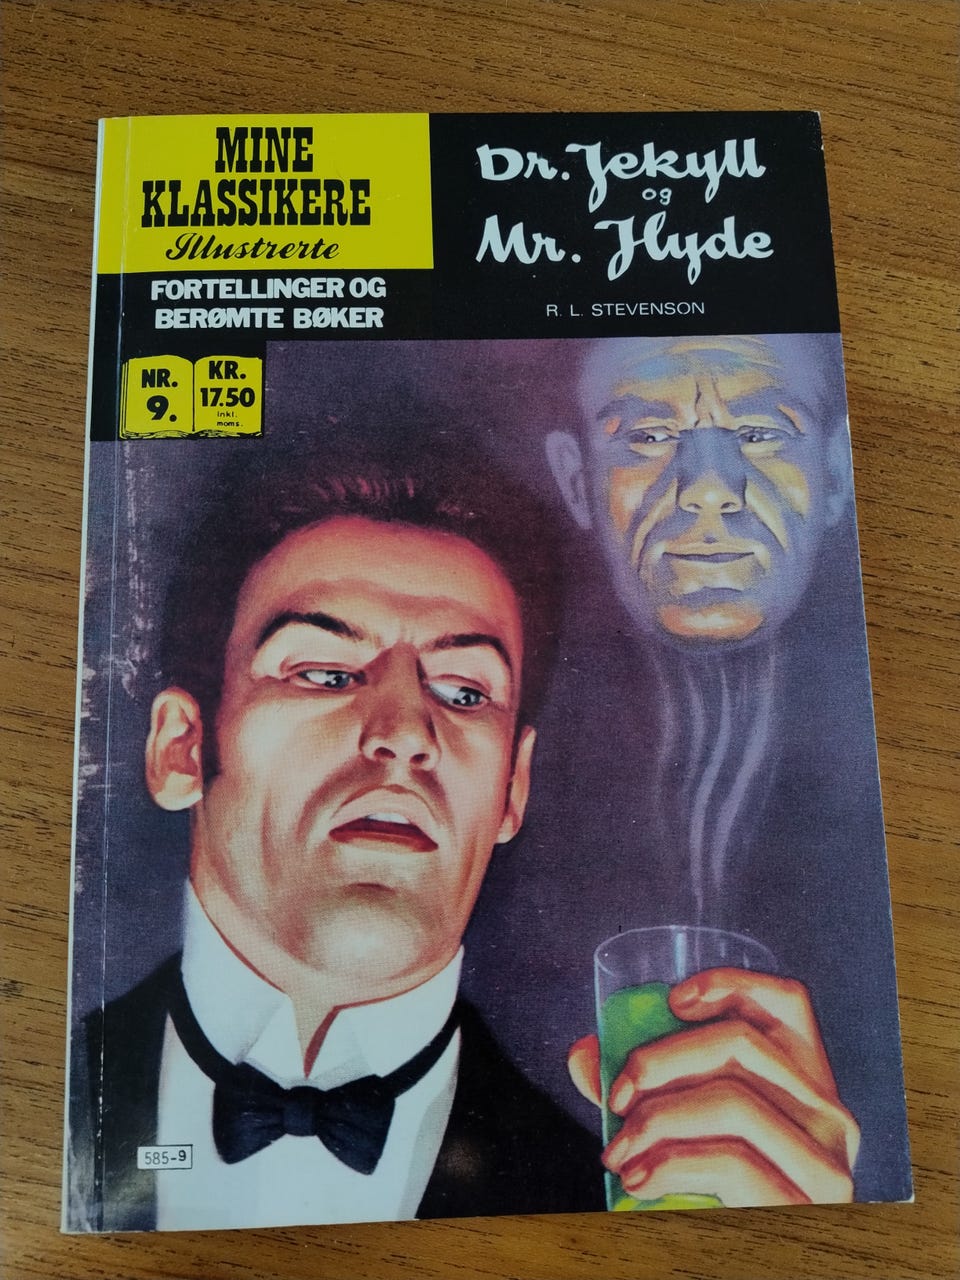 MINE
KLASSIKERE
Illustrerte
FORTELLINGER OG
BERØMTE BØKER
NR.
9.
KR.
17.50
inkl.
moms.
Dr. Jekyll
og
Mr. Hyde
R. L. STEVENSON
585-9